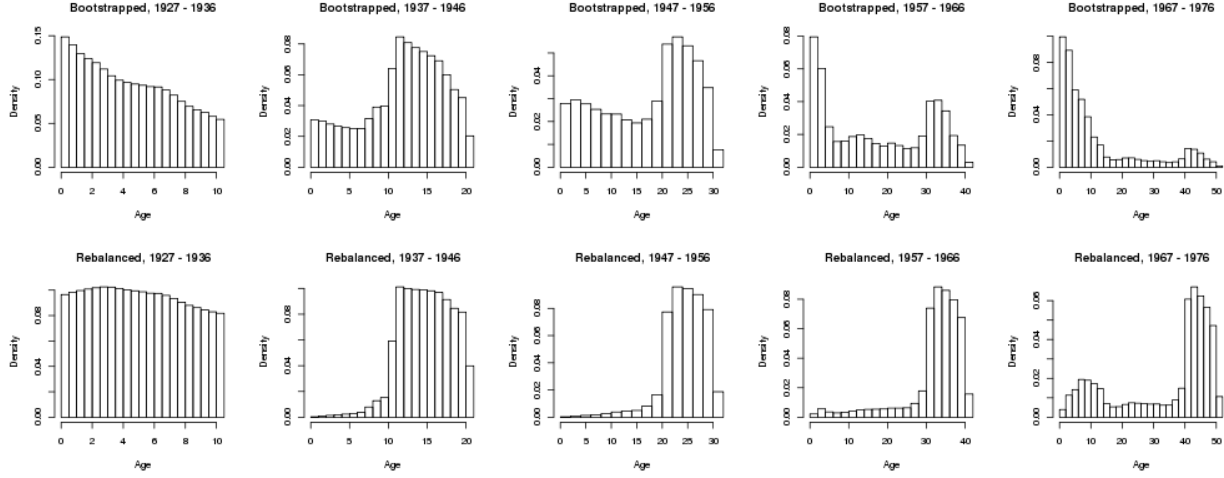 Bootstrapped, 1927 - 1936
Density
0.00 0.05 0.10 0.15
0 2 4 6 8 10
Age
Bootstrapped, 1937 - 1946
Density
0.00 0.02 0.04 0.06 0.08
0 5 10 15 20
Age
Bootstrapped, 1947 - 1956
Density
0.00 0.02 0.04
0 5 10 15 20 25 30
Age
Bootstrapped, 1957 - 1966
Density
0.00 0.02 0.04 0.06 0.08
0 10 20 30 40
Age
Bootstrapped, 1967 - 1976
Density
0.00 0.04 0.08
0 10 20 30 40 50
Age
Rebalanced, 1927 - 1936
Density
0.00 0.04 0.08
0 2 4 6 8 10
Age
Rebalanced, 1937 - 1946
Density
0.00 0.04 0.08
0 5 10 15 20
Age
Rebalanced, 1947 - 1956
Density
0.00 0.04 0.08
0 5 10 15 20 25 30
Age
Rebalanced, 1957 - 1966
Density
0.00 0.02 0.04 0.06 0.08
0 10 20 30 40
Age
Rebalanced, 1967 - 1976
Density
0.00 0.02 0.04 0.06
0 10 20 30 40 50
Age